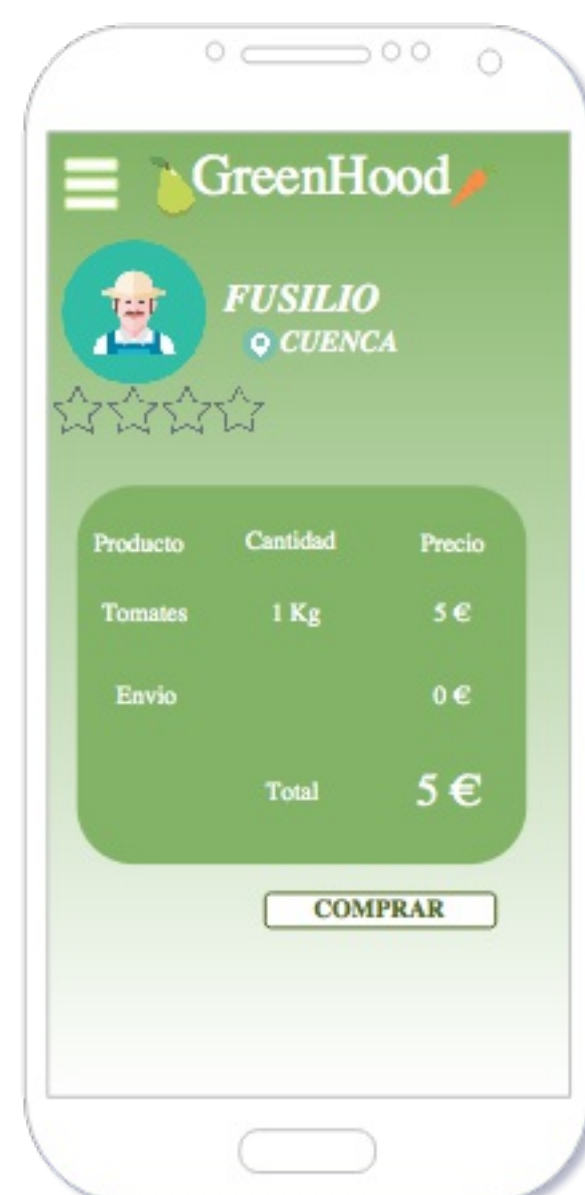 GreenHood
FUSILIO
CUENCA
Producto Cantidad Precio
Tomates 1 Kg 5 €
Envio 0 €
Total 5 €
COMPRAR